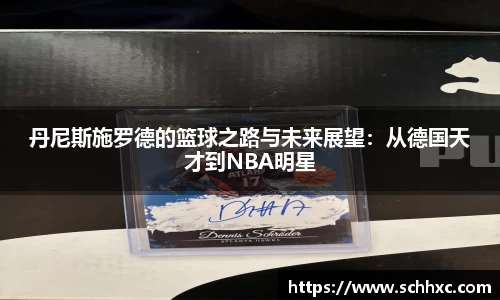 丹尼斯施罗德的篮球之路与未来展望：从德国天
才到NBA明星
ATLANTA
17
Dennis Schröder
ATLANTA HAWKS
PU
https://www.schhxc.com